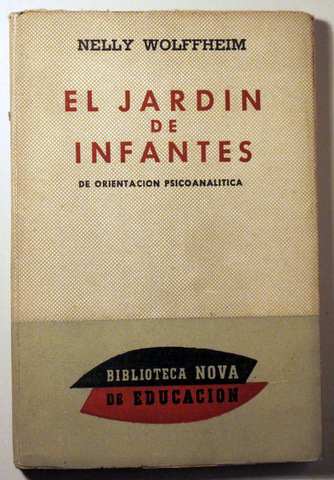 NELLY WOLFFHEIM
EL JARDIN
DE
INFANTES
DE ORIENTACION PSICOANALITICA
BIBLIOTECA NOVA
DE EDUCACION